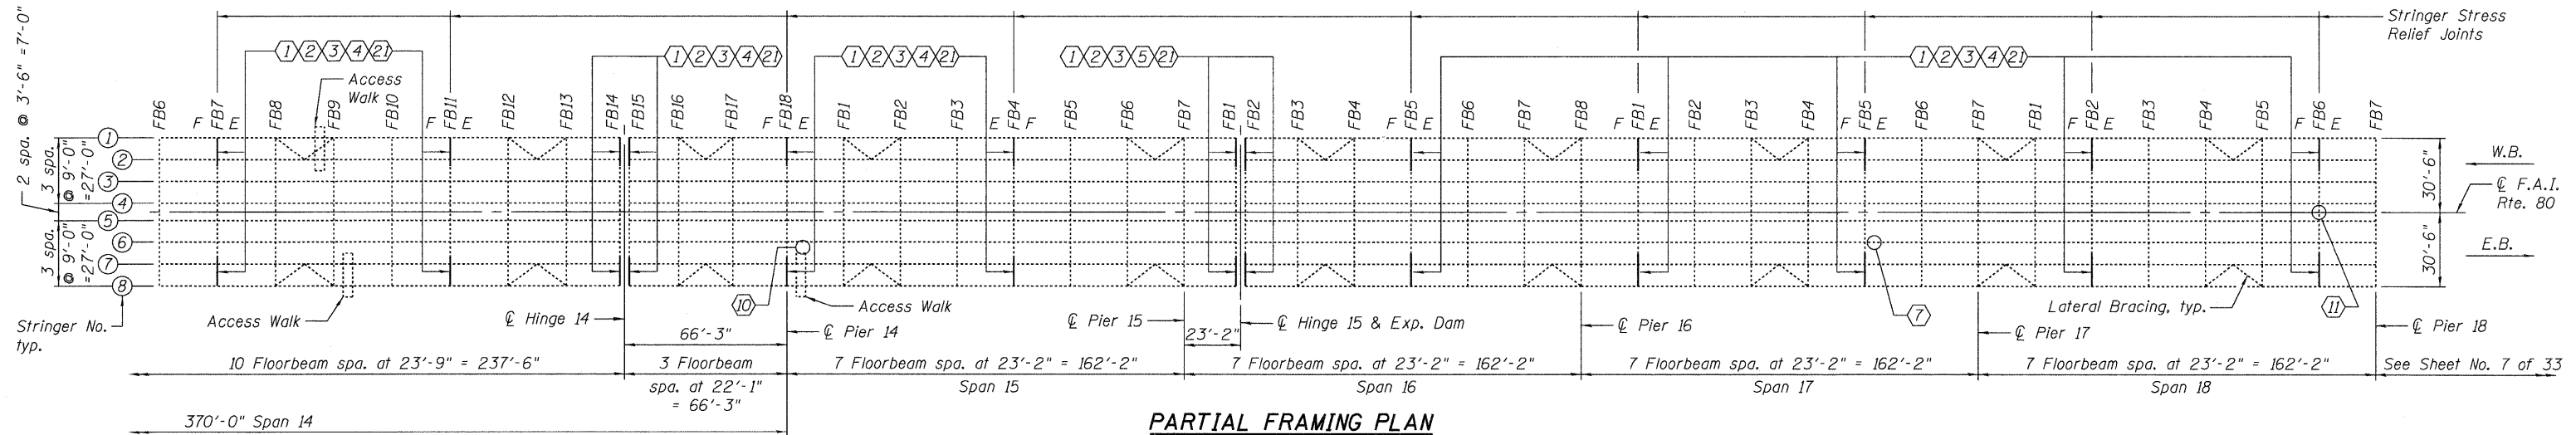 Stringer Stress
Relief Joints
1 2 3 4 21
1 2 3 4 21
1 2 3 4 21
1 2 3 5 21
1 2 3 4 21
Access
Walk
2 spa. @ 3'-6" = 7'-0"
3 spa.
@ 9'-0"
=27'-0"
3 spa.
@ 9'-0"
=27'-0"
FB6
F FB7 E
FB8
FB9
FB10
F FB11 E
FB12
FB13
FB14
FB15
FB16
FB17
F FB18 E
FB1
FB2
FB3
E FB4 F
FB5
FB6
FB7
FB1
FB2
FB3
FB4
F FB5 E
FB6
FB7
FB8
F FB1 E
FB2
FB3
FB4
F FB5 E
FB6
FB7
FB1
F FB2 E
FB3
FB4
FB5
F FB6 E
FB7
1
2
3
4
5
6
7
8
30'-6"
30'-6"
W.B.
℄ F.A.I.
Rte. 80
E.B.
Stringer No.
typ.
Access Walk
℄ Hinge 14
10
Access Walk
℄ Pier 14
℄ Pier 15
℄ Hinge 15 & Exp. Dam
℄ Pier 16
7
℄ Pier 17
Lateral Bracing, typ.
11
℄ Pier 18
66'-3"
23'-2"
10 Floorbeam spa. at 23'-9" = 237'-6"
3 Floorbeam
spa. at 22'-1"
= 66'-3"
7 Floorbeam spa. at 23'-2" = 162'-2"
7 Floorbeam spa. at 23'-2" = 162'-2"
7 Floorbeam spa. at 23'-2" = 162'-2"
7 Floorbeam spa. at 23'-2" = 162'-2"
See Sheet No. 7 of 33
Span 15
Span 16
Span 17
Span 18
370'-0" Span 14
PARTIAL FRAMING PLAN